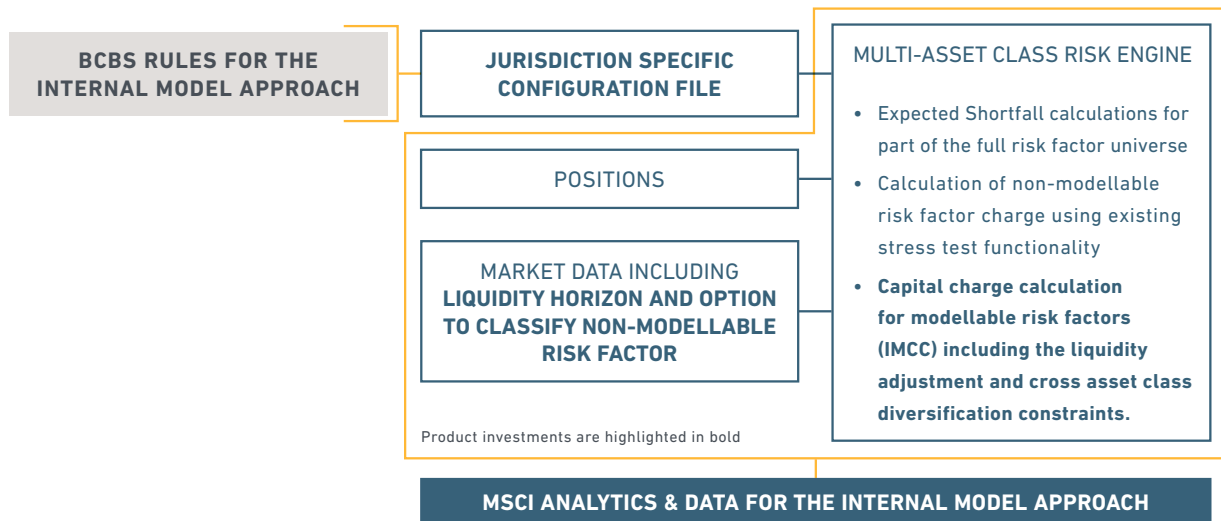 BCBS RULES FOR THE
INTERNAL MODEL APPROACH
JURISDICTION SPECIFIC
CONFIGURATION FILE
POSITIONS
MARKET DATA INCLUDING
LIQUIDITY HORIZON AND OPTION
TO CLASSIFY NON-MODELLABLE
RISK FACTOR
Product investments are highlighted in bold
MULTI-ASSET CLASS RISK ENGINE
• Expected Shortfall calculations for
part of the full risk factor universe
• Calculation of non-modellable
risk factor charge using existing
stress test functionality
• Capital charge calculation
for modellable risk factors
(IMCC) including the liquidity
adjustment and cross asset class
diversification constraints.
MSCI ANALYTICS & DATA FOR THE INTERNAL MODEL APPROACH